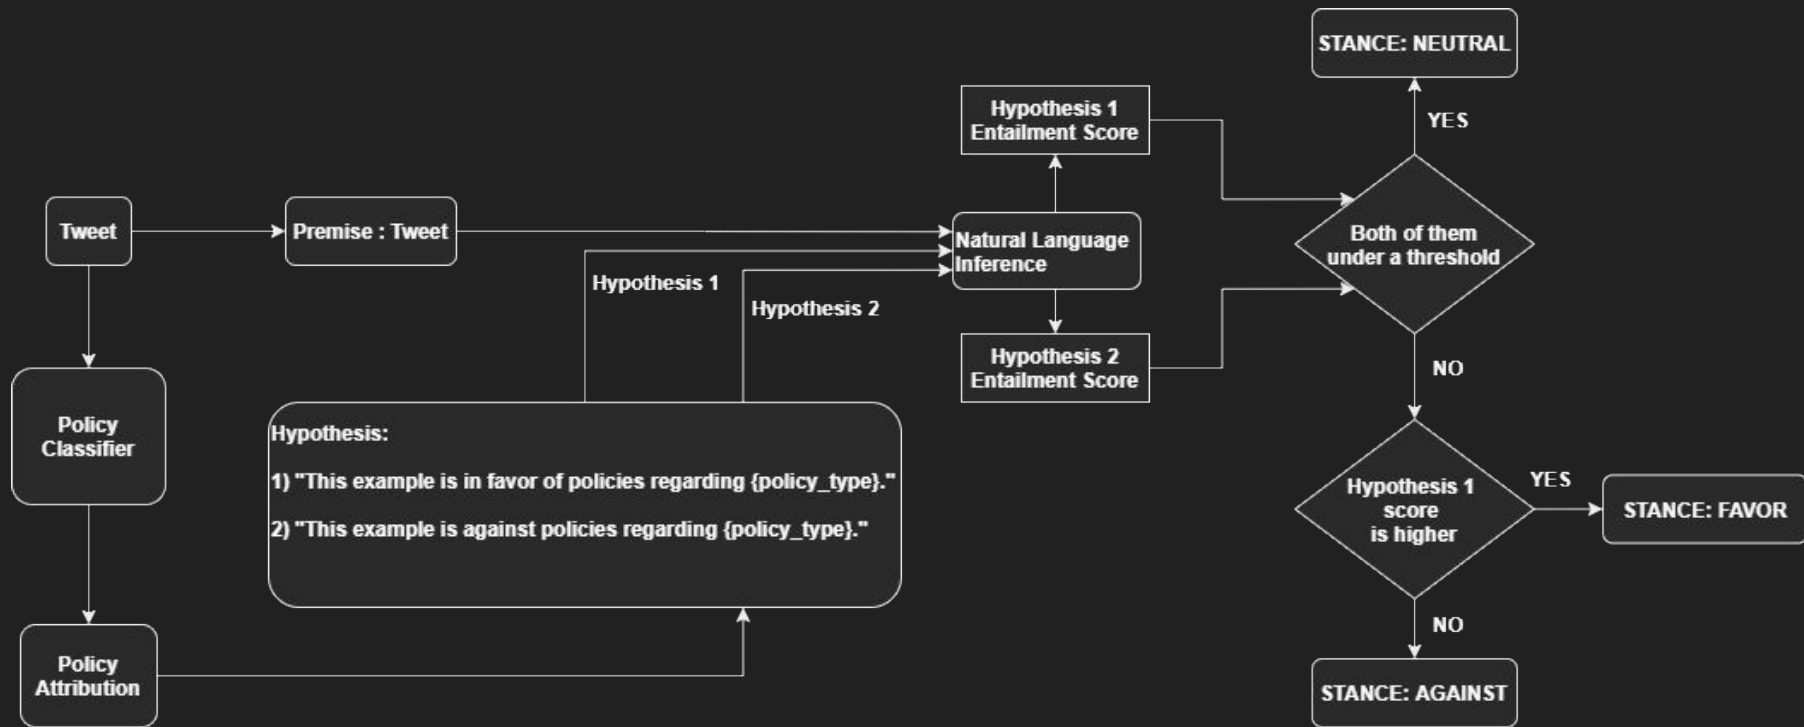 STANCE: NEUTRAL
YES
Hypothesis 1
Entailment Score
Tweet
Premise : Tweet
Natural Language
Inference
Both of them
under a threshold
Hypothesis 1
Hypothesis 2
Hypothesis 2
Entailment Score
NO
Policy
Classifier
Hypothesis:
1) "This example is in favor of policies regarding {policy_type}."
2) "This example is against policies regarding {policy_type}."
Hypothesis 1
score
is higher
YES
STANCE: FAVOR
NO
Policy
Attribution
STANCE: AGAINST